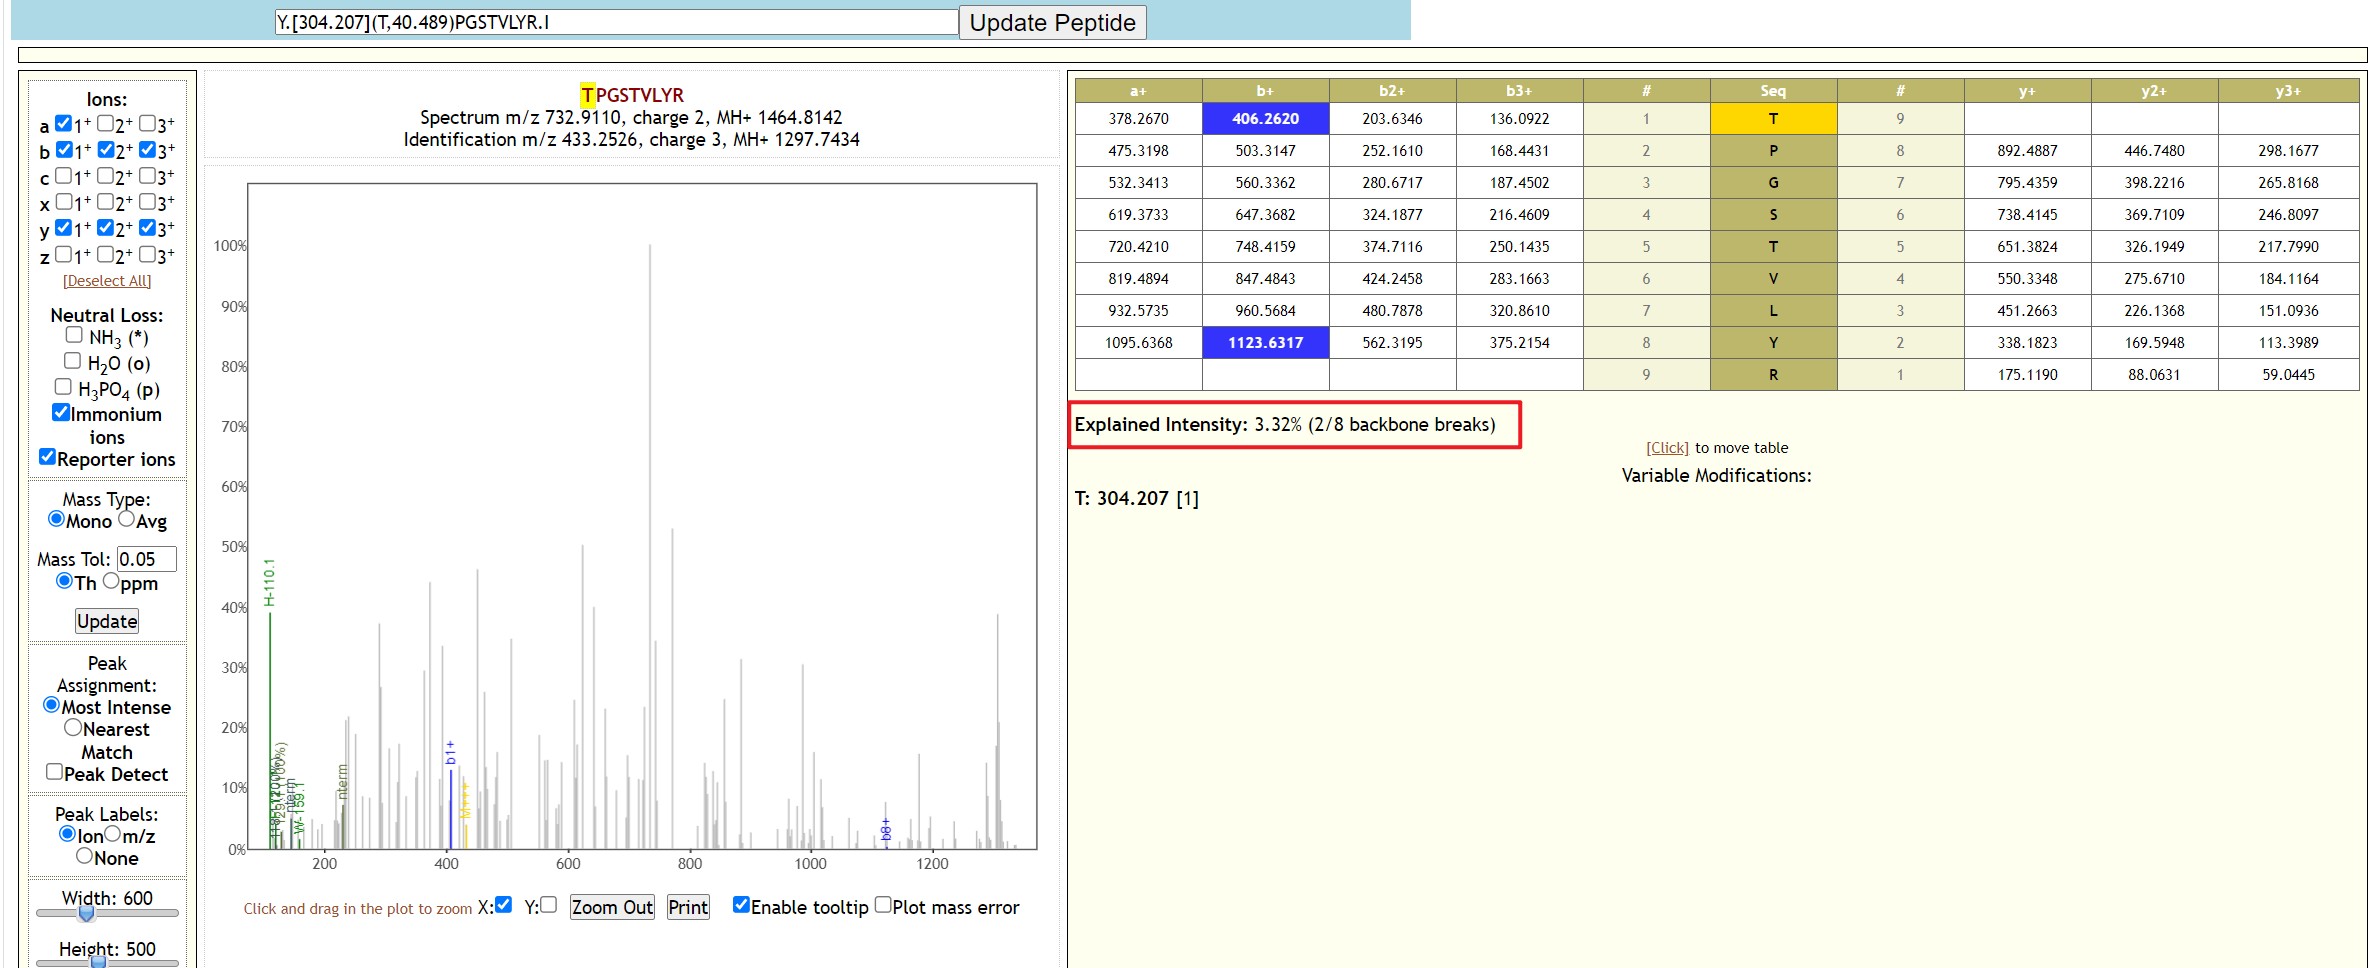 Y.[304.207](T,40.489)PGSTVLYR.I Update Peptide
Ions:
a 1+ 2+ 3+
b 1+ 2+ 3+
c 1+ 2+ 3+
x 1+ 2+ 3+
y 1+ 2+ 3+
z 1+ 2+ 3+
[Deselect All]
Neutral Loss:
NH3 (*)
H2O (o)
H3PO4 (p)
Immonium
ions
Reporter ions
Mass Type:
Mono Avg
Mass Tol: 0.05
Th ppm
Update
Peak
Assignment:
Most Intense
Nearest
Match
Peak Detect
Peak Labels:
Ion m/z
None
Width: 600
Height: 500
TPGSTVLYR
Spectrum m/z 732.9110, charge 2, MH+ 1464.8142
Identification m/z 433.2526, charge 3, MH+ 1297.7434
100%
90%
80%
70%
60%
50%
40%
30%
20%
10%
0%
H-110.1
nterm
W-159.1
nterm
b1+
M+++
b8+
200 400 600 800 1000 1200
Click and drag in the plot to zoom X: Y: Zoom Out Print Enable tooltip Plot mass error
a+ b+ b2+ b3+ # Seq # y+ y2+ y3+
378.2670 406.2620 203.6346 136.0922 1 T 9
475.3198 503.3147 252.1610 168.4431 2 P 8 892.4887 446.7480 298.1677
532.3413 560.3362 280.6717 187.4502 3 G 7 795.4359 398.2216 265.8168
619.3733 647.3682 324.1877 216.4609 4 S 6 738.4145 369.7109 246.8097
720.4210 748.4159 374.7116 250.1435 5 T 5 651.3824 326.1949 217.7990
819.4894 847.4843 424.2458 283.1663 6 V 4 550.3348 275.6710 184.1164
932.5735 960.5684 480.7878 320.8610 7 L 3 451.2663 226.1368 151.0936
1095.6368 1123.6317 562.3195 375.2154 8 Y 2 338.1823 169.5948 113.3989
9 R 1 175.1190 88.0631 59.0445
Explained Intensity: 3.32% (2/8 backbone breaks)
[Click] to move table
Variable Modifications:
T: 304.207 [1]